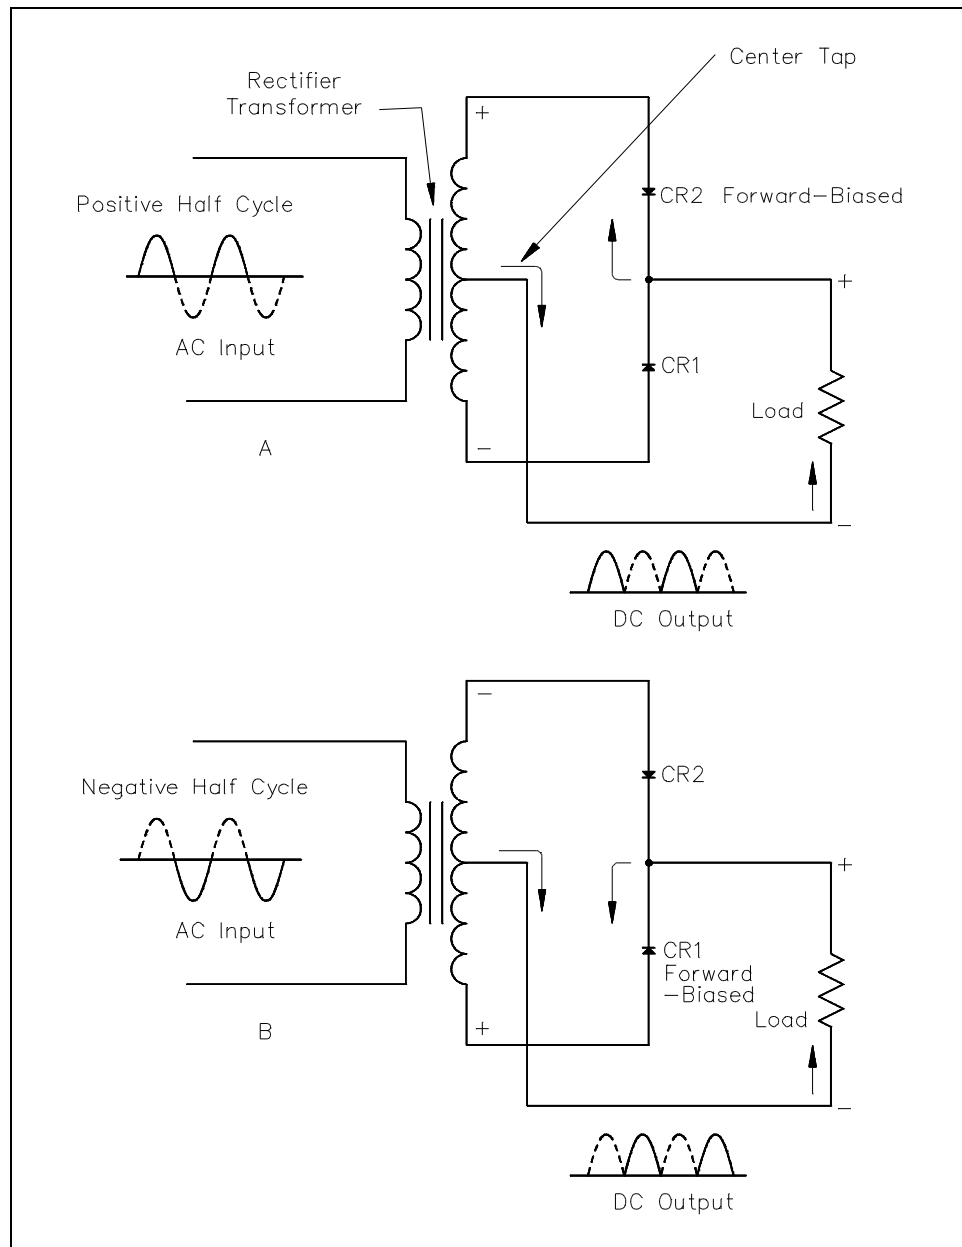 Center Tap
Rectifier
Transformer
+
Positive Half Cycle
CR2 Forward-Biased
+
AC Input
CR1
Load
A
−
−
DC Output
−
CR2
Negative Half Cycle
+
AC Input
CR1
Forward
-Biased
Load
B
+
−
DC Output